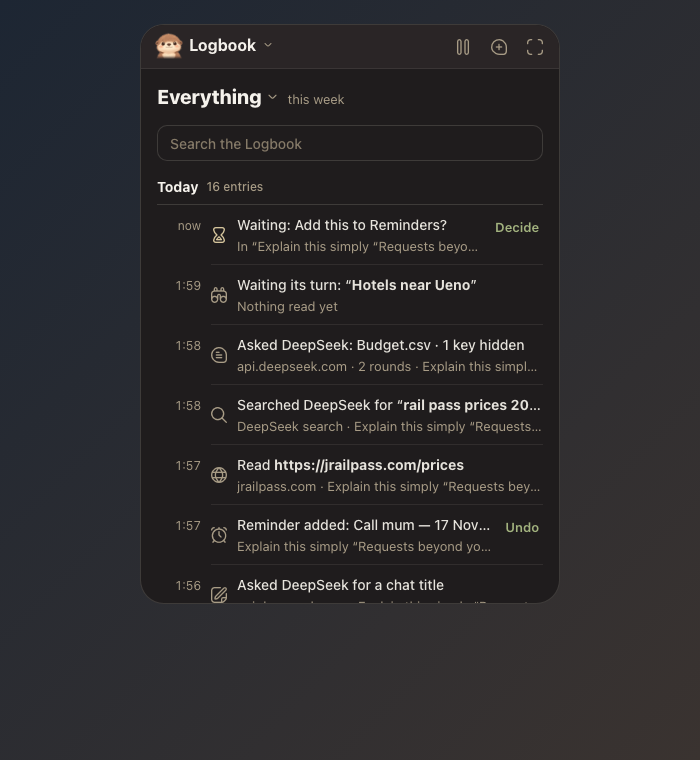 Logbook
Everything this week
Search the Logbook
Today 16 entries
now Waiting: Add this to Reminders? Decide
In “Explain this simply “Requests beyo…
1:59 Waiting its turn: “Hotels near Ueno”
Nothing read yet
1:58 Asked DeepSeek: Budget.csv · 1 key hidden
api.deepseek.com · 2 rounds · Explain this simpl…
1:58 Searched DeepSeek for “rail pass prices 20…
DeepSeek search · Explain this simply “Requests…
1:57 Read https://jrailpass.com/prices
jrailpass.com · Explain this simply “Requests bey…
1:57 Reminder added: Call mum — 17 Nov… Undo
Explain this simply “Requests beyond yo…
1:56 Asked DeepSeek for a chat title